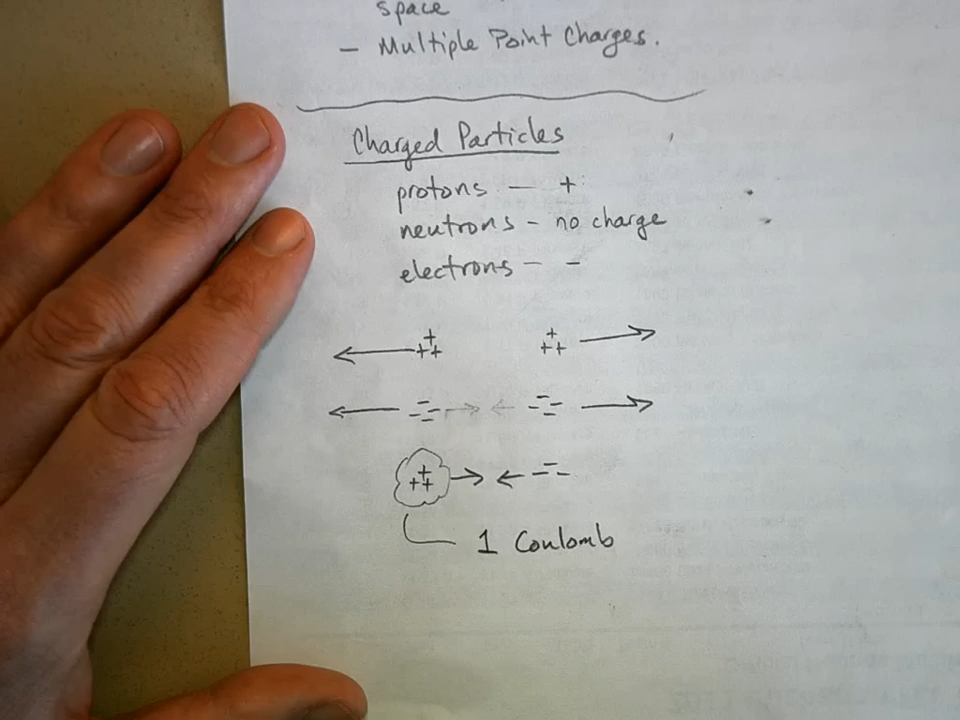 space
– Multiple Point Charges.
Charged Particles
protons – +
neutrons – no charge
electrons – –
+ + + + + +
– – – – – – – –
+ + + – – –
1 Coulomb